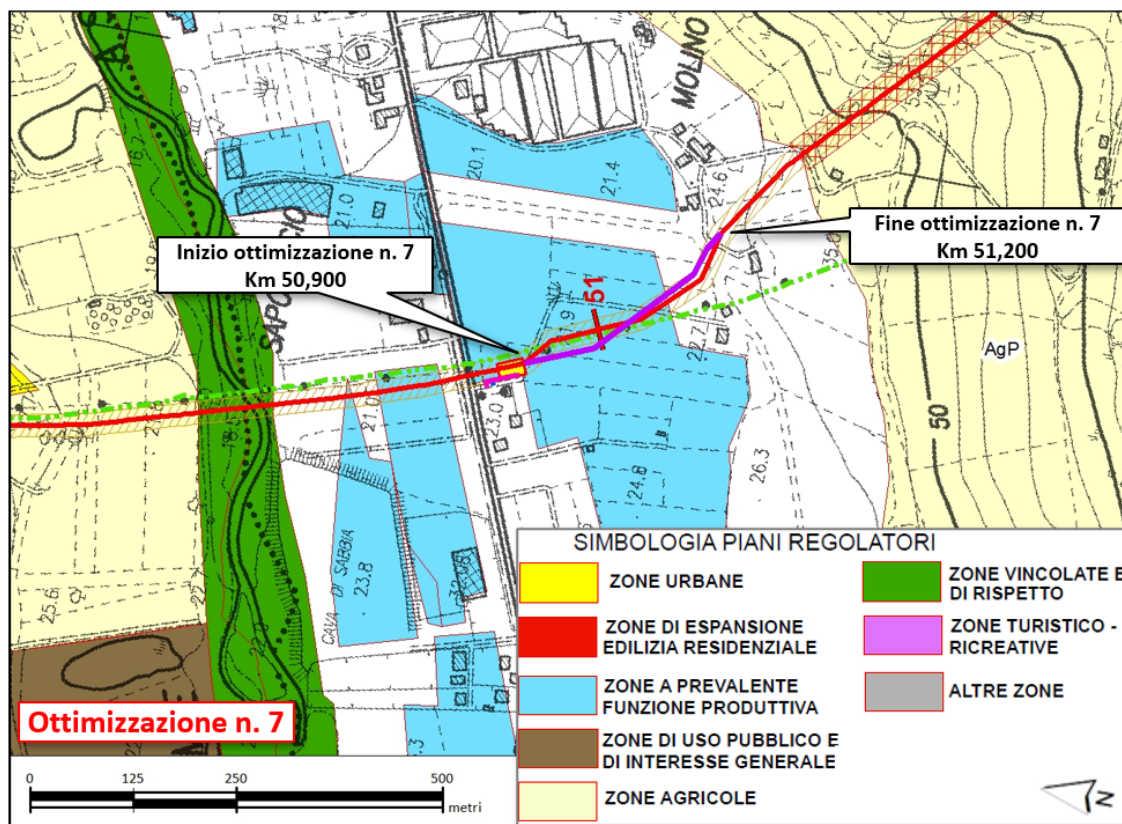 MOLINO
20.1
21.4
24.6
21.0
Inizio ottimizzazione n. 7
Km 50,900
Fine ottimizzazione n. 7
Km 51,200
51
22.7
AgP
50
21.0
23.0
26.3
24.8
CAVA DI SABBIA
23.8
25.6
SIMBOLOGIA PIANI REGOLATORI
ZONE URBANE
ZONE DI ESPANSIONE
EDILIZIA RESIDENZIALE
ZONE A PREVALENTE
FUNZIONE PRODUTTIVA
ZONE DI USO PUBBLICO E
DI INTERESSE GENERALE
ZONE AGRICOLE
ZONE VINCOLATE E
DI RISPETTO
ZONE TURISTICO -
RICREATIVE
ALTRE ZONE
Ottimizzazione n. 7
0 125 250 500
metri
N